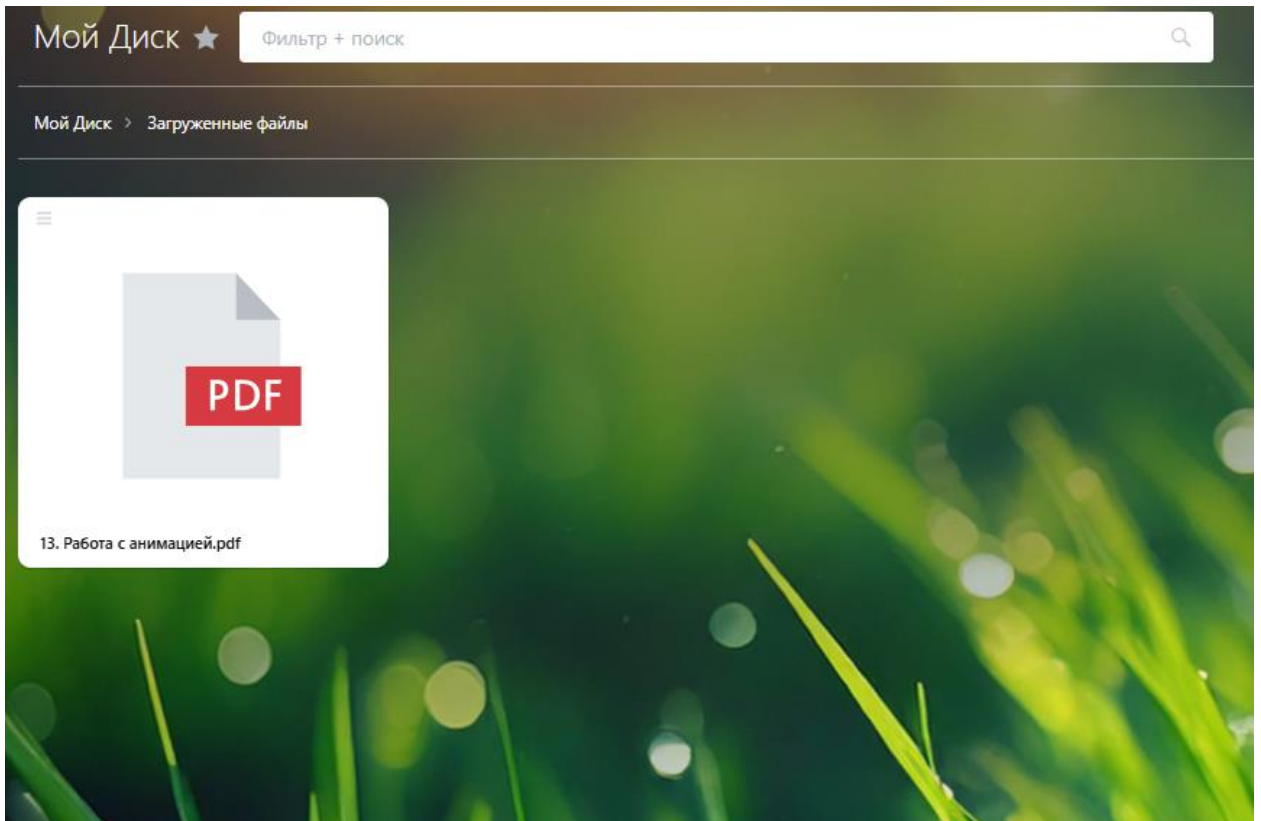 Мой Диск
Фильтр + поиск
Мой Диск > Загруженные файлы
PDF
13. Работа с анимацией.pdf